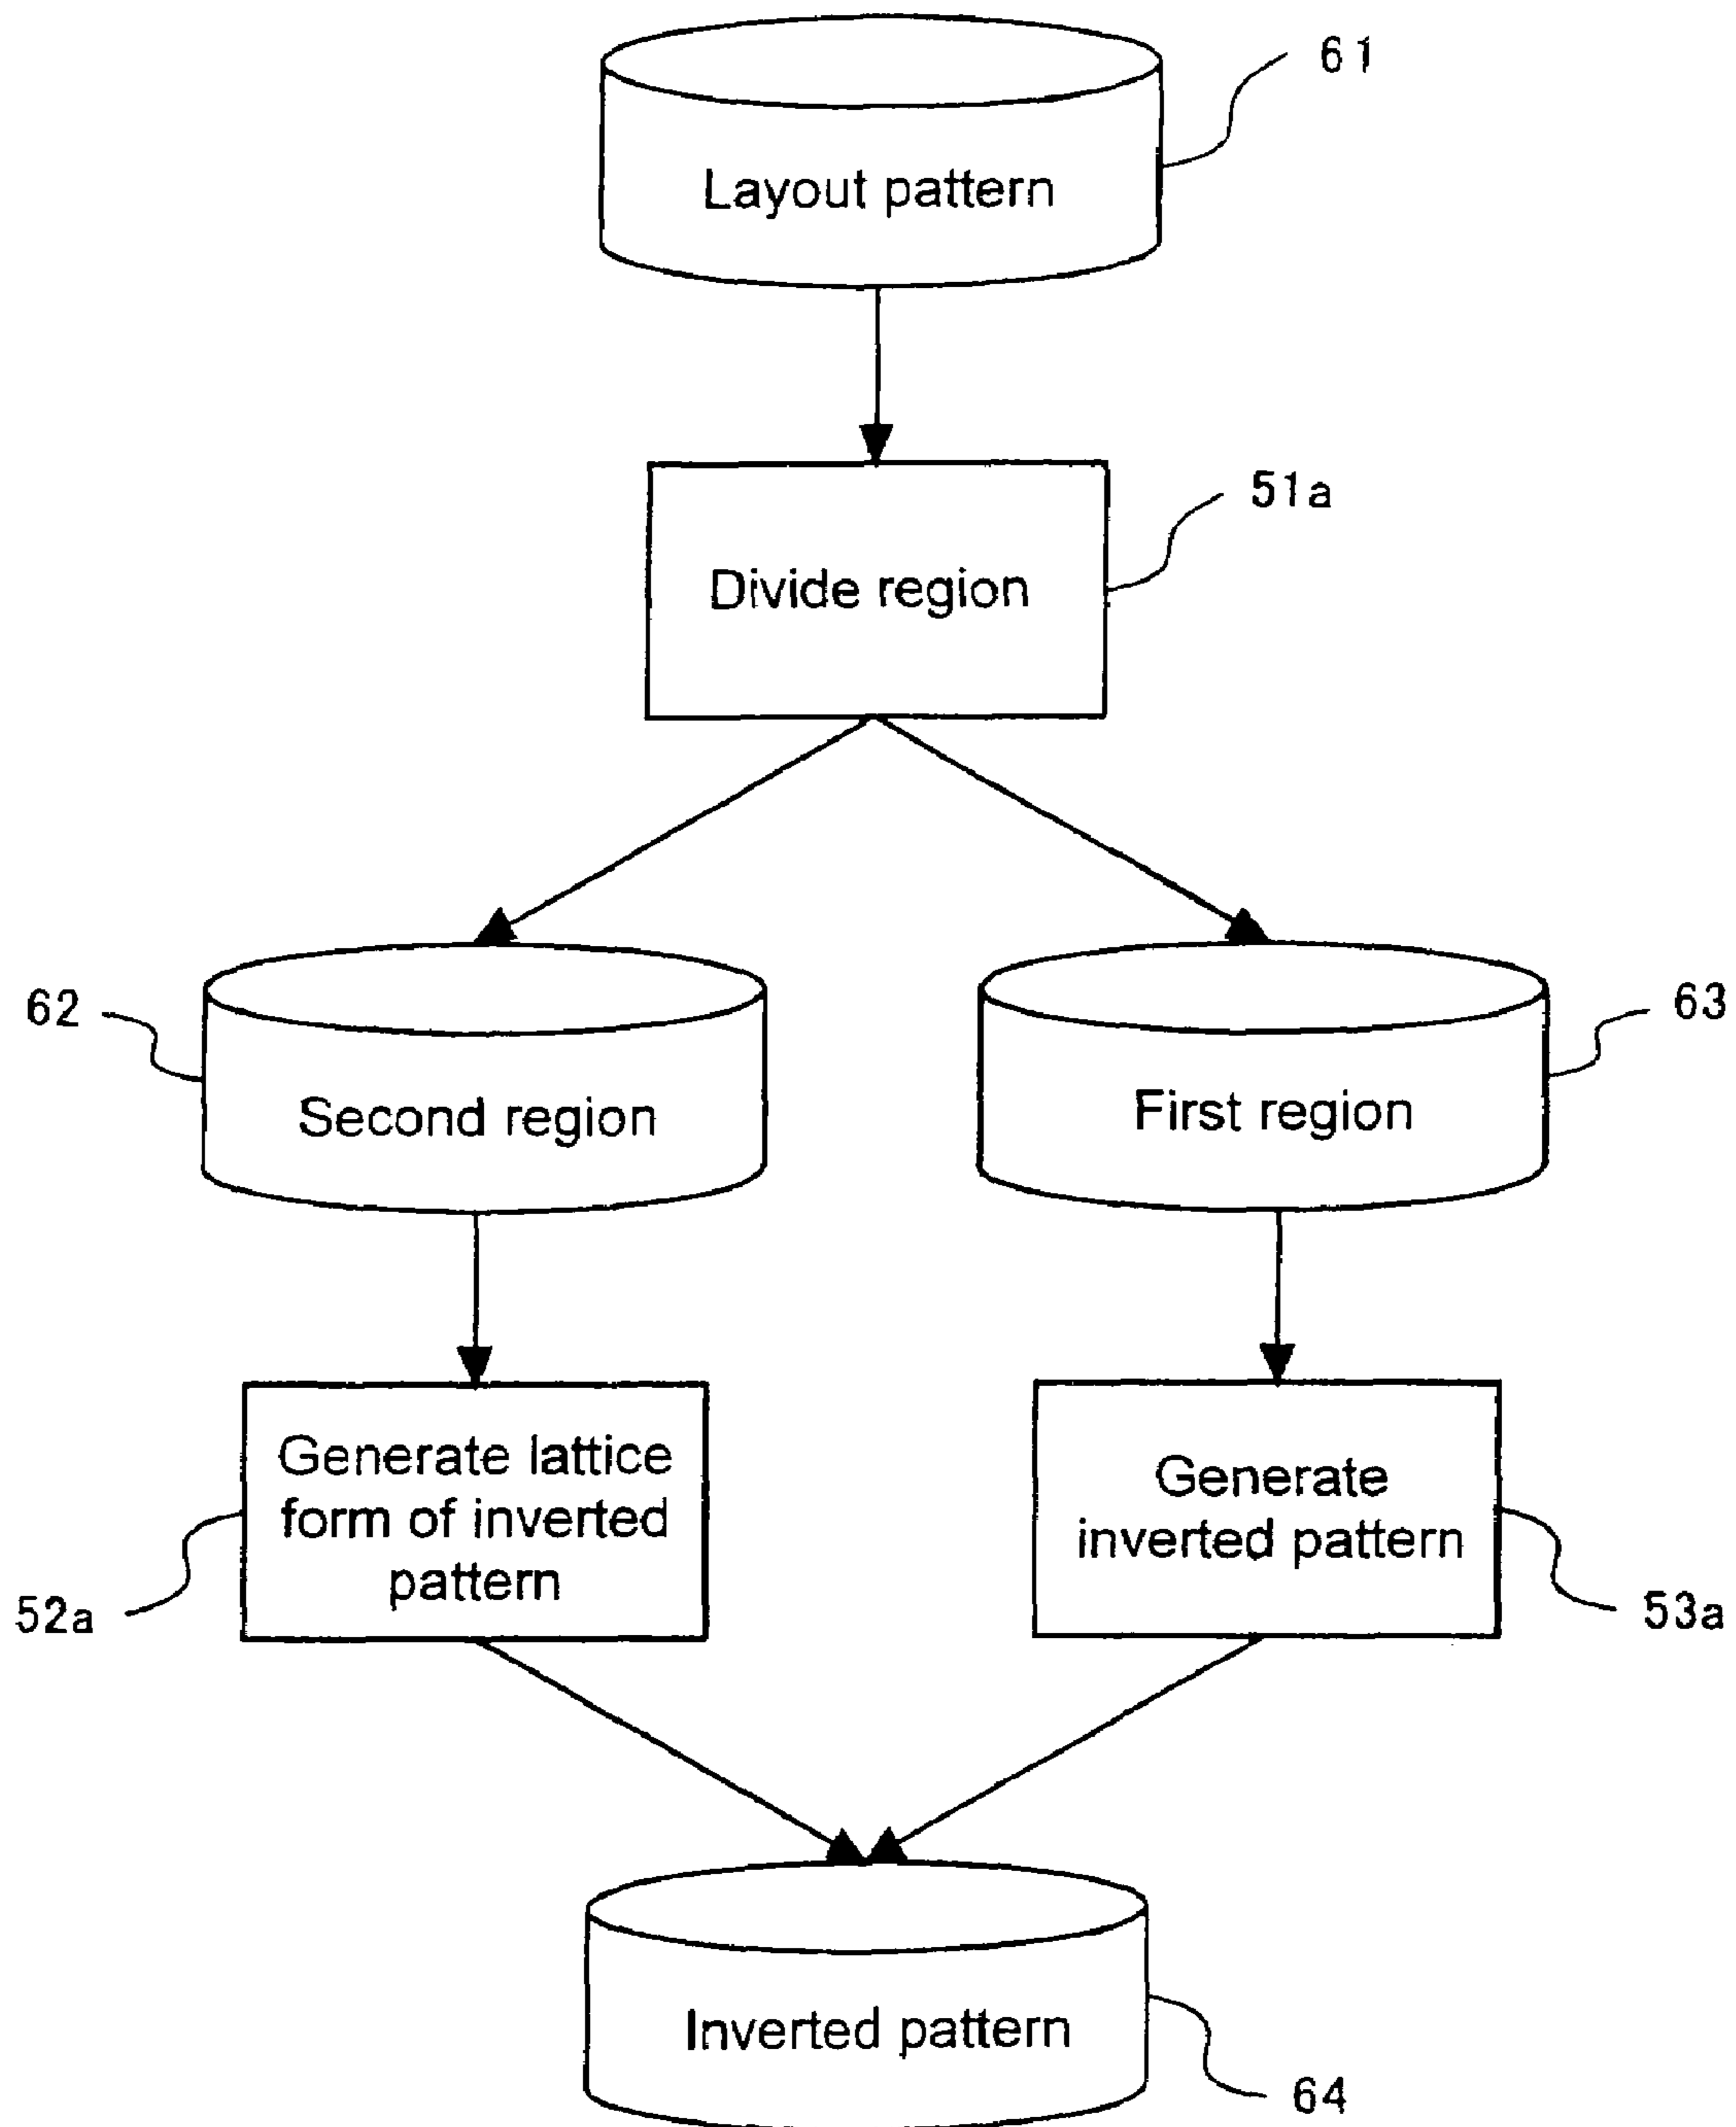 61
Layout pattern
51a
Divide region
62
63
Second region
First region
Generate lattice
form of inverted
pattern
Generate
inverted pattern
52a
53a
Inverted pattern
64